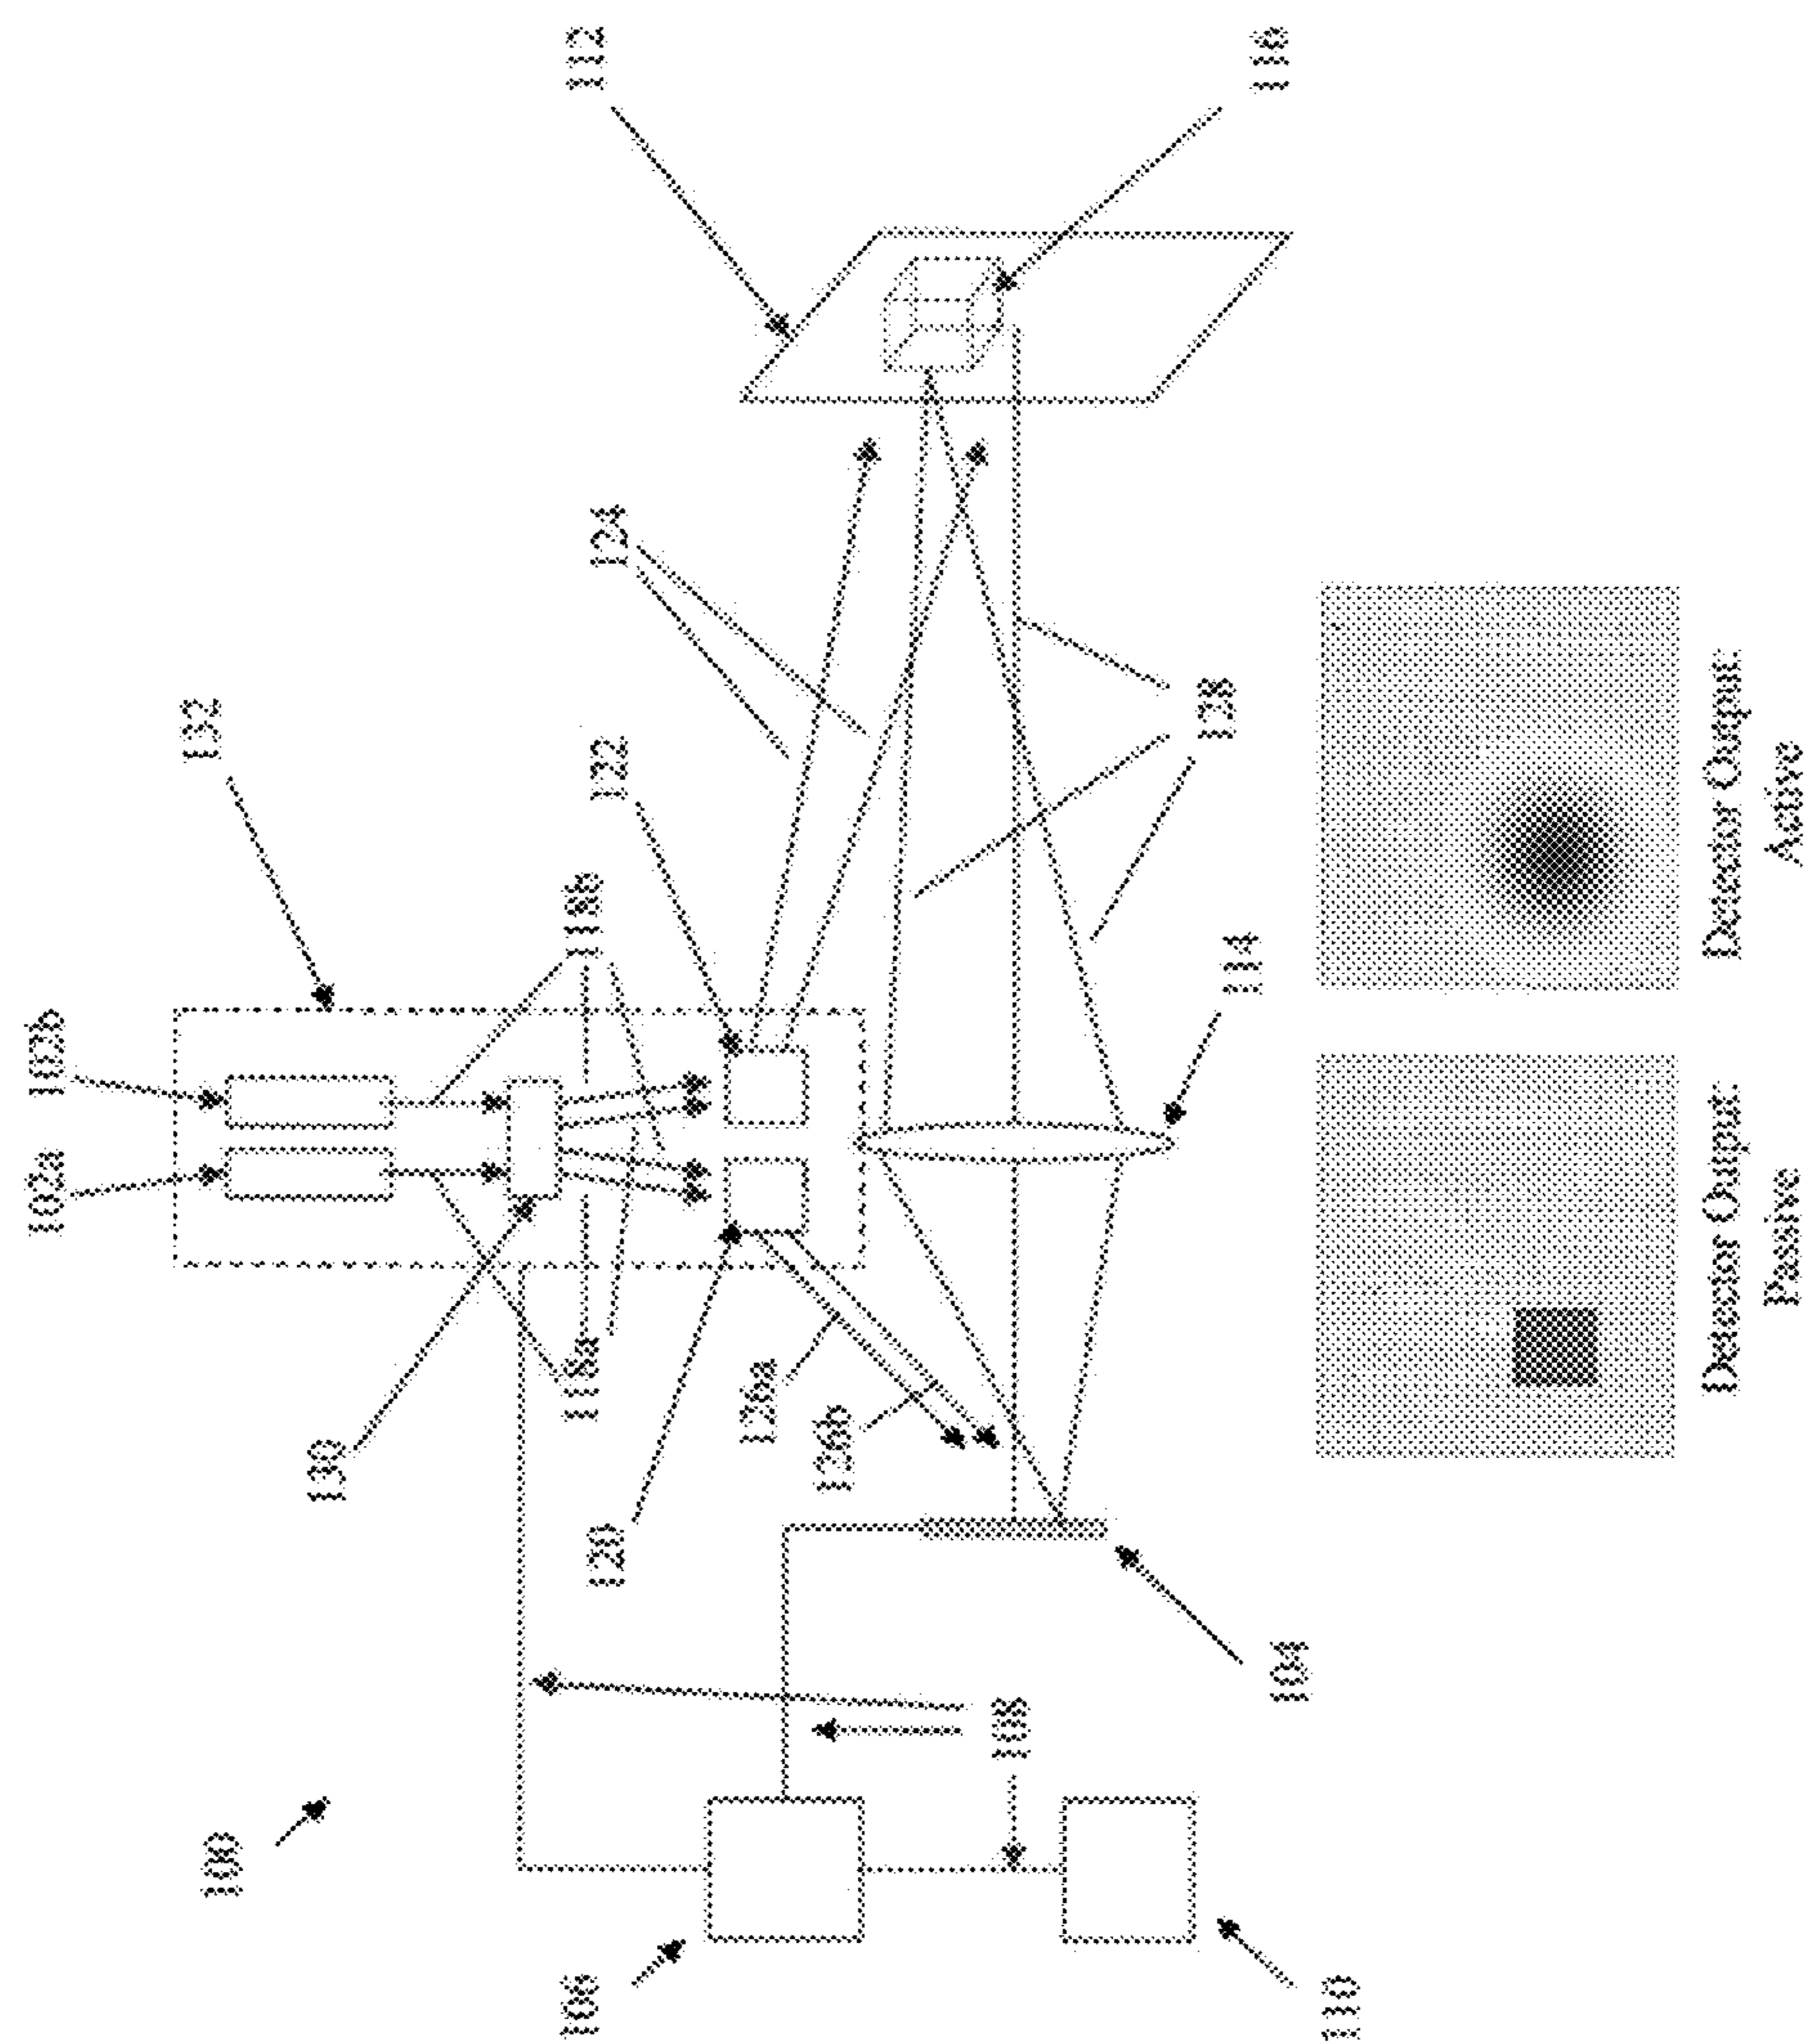 100
102a
102b
132
112
106
130
118a
118b
120
122
124
126a
126b
108
110
104
114
128
116
Detector Output:
Passive
Detector Output:
Active